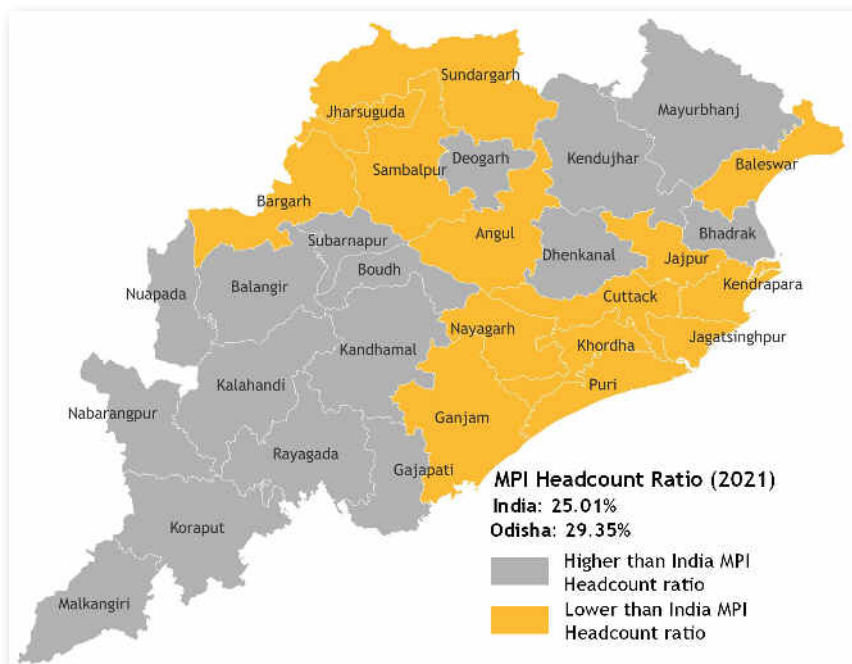 Sundargarh
Mayurbhanj
Jharsuguda
Deogarh
Kendujhar
Sambalpur
Baleswar
Bargarh
Angul
Bhadrak
Subarnapur
Dhenkanal
Jajpur
Boudh
Kendrapara
Nuapada
Balangir
Cuttack
Nayagarh
Jagatsinghpur
Kandhamal
Khordha
Kalahandi
Puri
Nabarangpur
Ganjam
Rayagada
Gajapati
MPI Headcount Ratio (2021)
India: 25.01%
Odisha: 29.35%
Koraput
Higher than India MPI
Headcount ratio
Malkangiri
Lower than India MPI
Headcount ratio